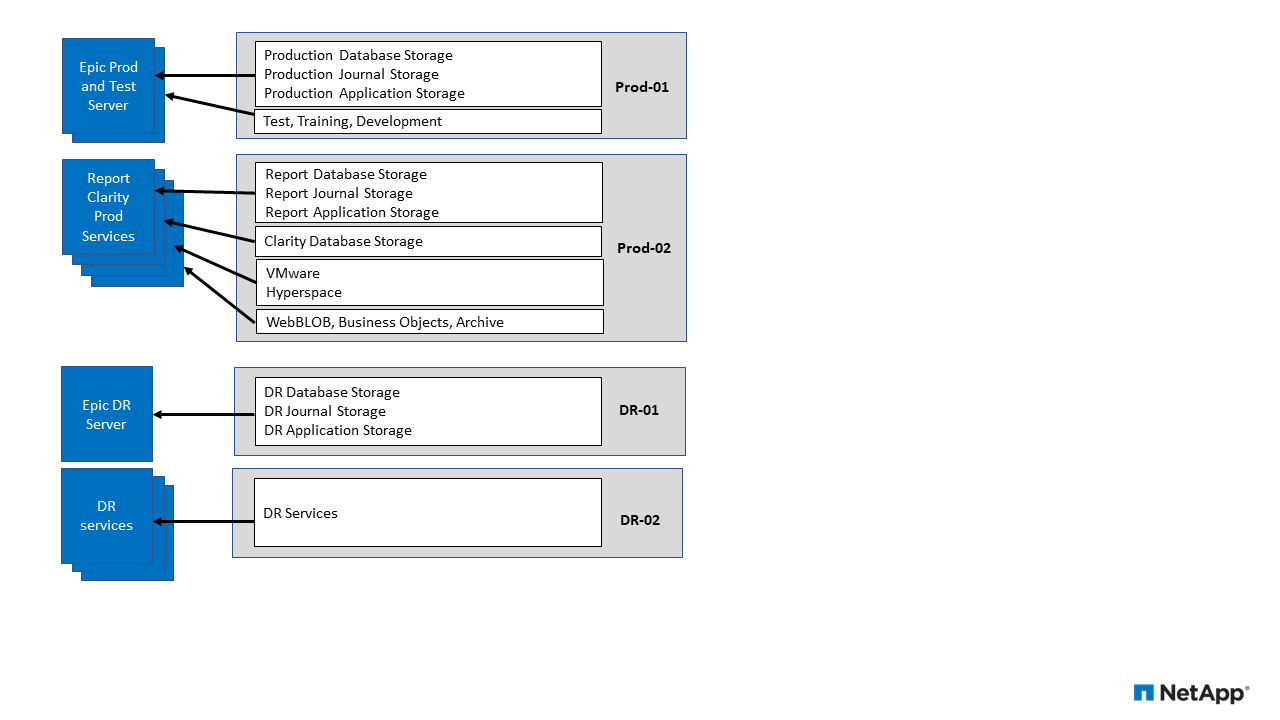 Epic Prod
and Test
Server
Production Database Storage
Production Journal Storage
Production Application Storage
Test, Training, Development
Prod-01
Report
Clarity
Prod
Services
Report Database Storage
Report Journal Storage
Report Application Storage
Clarity Database Storage
VMware
Hyperspace
WebBLOB, Business Objects, Archive
Prod-02
Epic DR
Server
DR Database Storage
DR Journal Storage
DR Application Storage
DR-01
DR
services
DR Services
DR-02
NetApp®